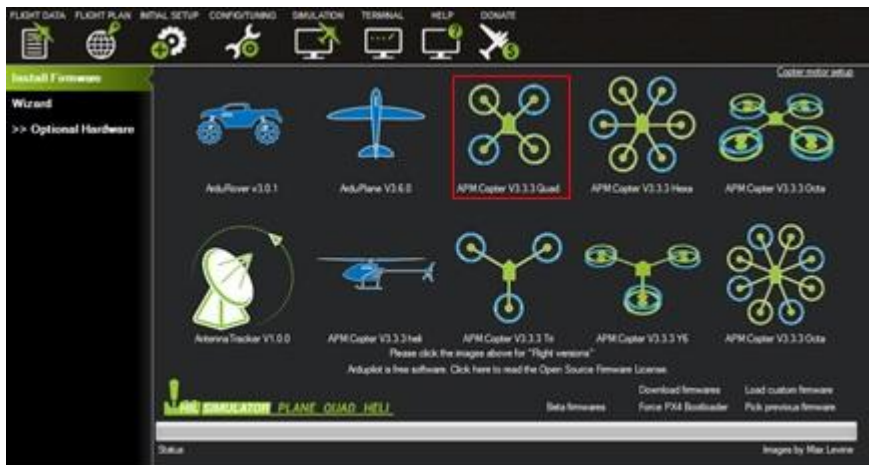 FLIGHT DATA FLIGHT PLAN INITIAL SETUP CONFIG/TUNING SIMULATION TERMINAL HELP DONATE
Install Firmware
Copter motor setup
Wizard
>> Optional Hardware
ArduRover v3.0.1 ArduPlane V3.6.0 APM:Copter V3.3.3 Quad APM:Copter V3.3.3 Hexa APM:Copter V3.3.3 Octa
AntennaTracker V1.0.0 APM:Copter V3.3.3 heli APM:Copter V3.3.3 Tri APM:Copter V3.3.3 Y6 APM:Copter V3.3.3 Octa
Please click the images above for "flight versions"
Ardupilot is free software. Click here to read the Open Source Firmware License.
Download firmwares Load custom firmware
HIL SIMULATOR PLANE QUAD HELI Beta firmwares Force PX4 Bootloader Pick previous firmware
Status Images by Max Levine